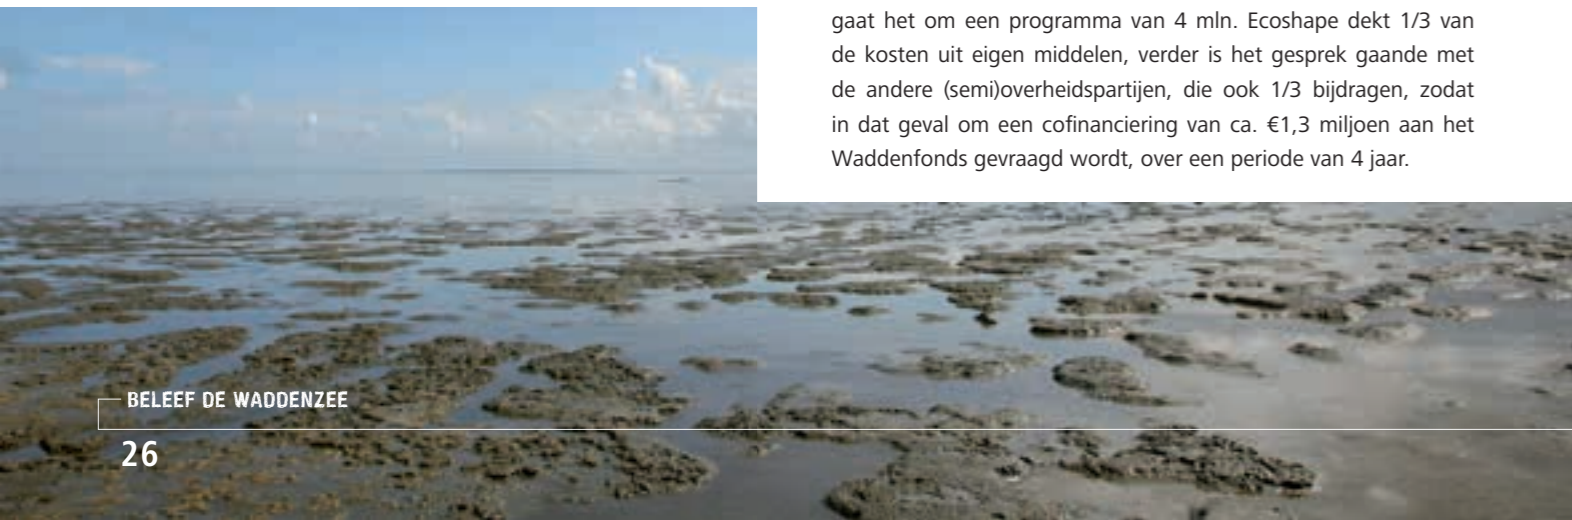 gaat het om een programma van 4 mln. Ecoshape dekt 1/3 van
de kosten uit eigen middelen, verder is het gesprek gaande met
de andere (semi)overheidspartijen, die ook 1/3 bijdragen, zodat
in dat geval om een cofinanciering van ca. €1,3 miljoen aan het
Waddenfonds gevraagd wordt, over een periode van 4 jaar.
BELEEF DE WADDENZEE
26